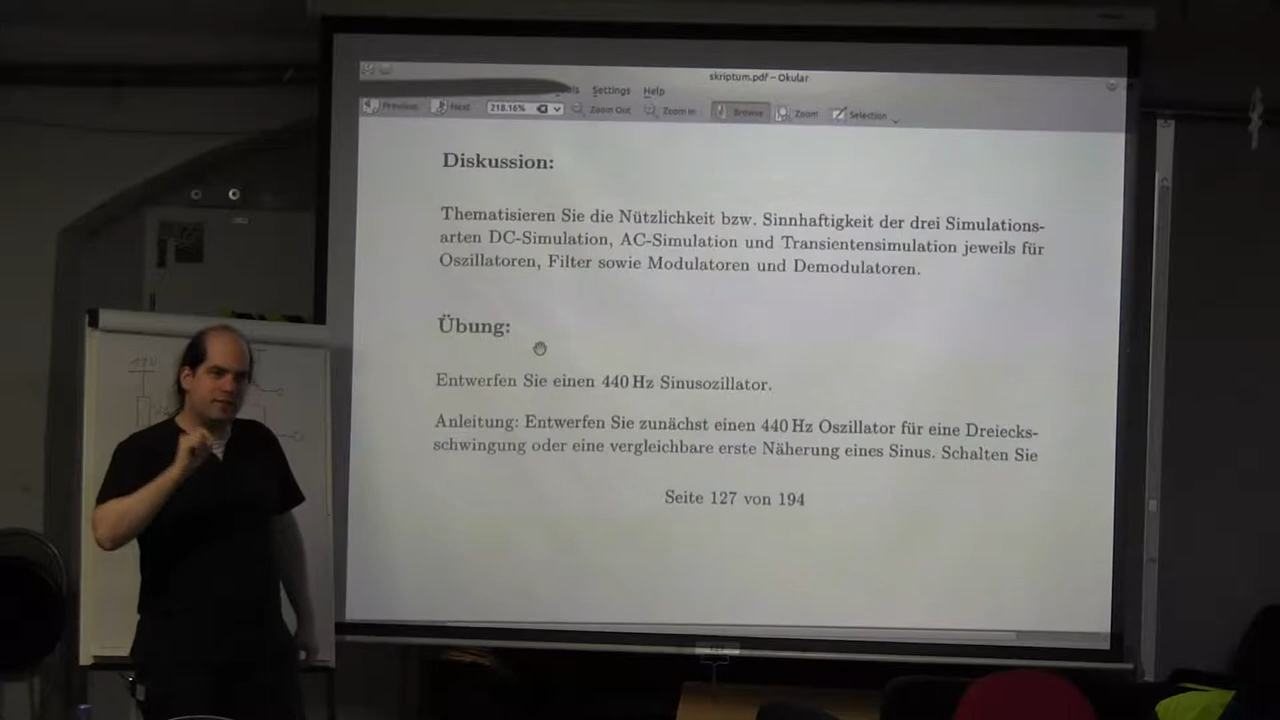 skriptum.pdf – Okular
Settings Help
Previous Next 218.16% Zoom Out Zoom In Browse Zoom Selection
Diskussion:
Thematisieren Sie die Nützlichkeit bzw. Sinnhaftigkeit der drei Simulations-
arten DC-Simulation, AC-Simulation und Transientensimulation jeweils für
Oszillatoren, Filter sowie Modulatoren und Demodulatoren.
Übung:
Entwerfen Sie einen 440 Hz Sinusozillator.
Anleitung: Entwerfen Sie zunächst einen 440 Hz Oszillator für eine Dreiecks-
schwingung oder eine vergleichbare erste Näherung eines Sinus. Schalten Sie
Seite 127 von 194